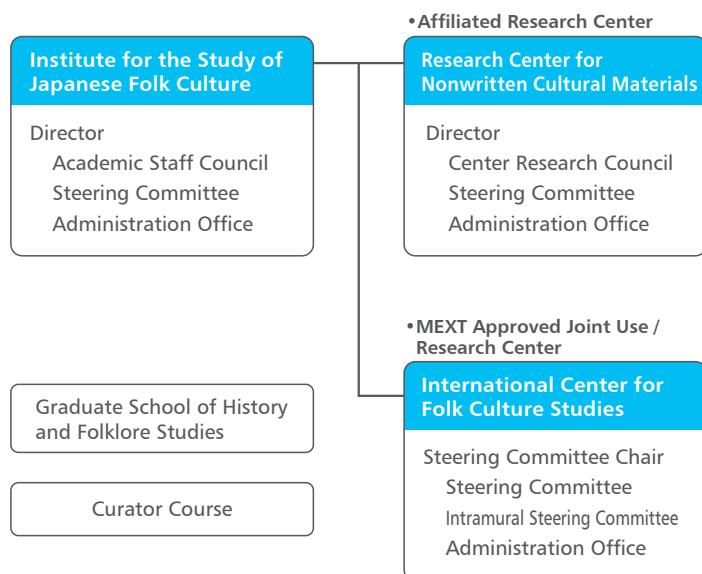 Institute for the Study of
Japanese Folk Culture
Director
Academic Staff Council
Steering Committee
Administration Office
•Affiliated Research Center
Research Center for
Nonwritten Cultural Materials
Director
Center Research Council
Steering Committee
Administration Office
•MEXT Approved Joint Use /
Research Center
International Center for
Folk Culture Studies
Steering Committee Chair
Steering Committee
Intramural Steering Committee
Administration Office
Graduate School of History
and Folklore Studies
Curator Course